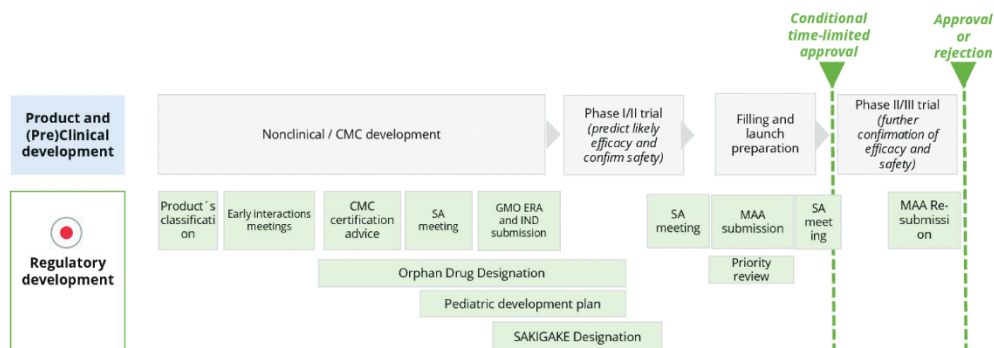 Conditional
time-limited
approval
Approval
or
rejection
Product and
(Pre)Clinical
development
Nonclinical / CMC development
Phase I/II trial
(predict likely
efficacy and
confirm safety)
Filling and
launch
preparation
Phase II/III trial
(further
confirmation of
efficacy and
safety)
Regulatory
development
Product´s
classificati
on
Early interactions
meetings
CMC
certification
advice
SA
meeting
GMO ERA
and IND
submission
SA
meeting
MAA
submission
SA
meet
ing
MAA Re-
submissi
on
Orphan Drug Designation
Priority
review
Pediatric development plan
SAKIGAKE Designation